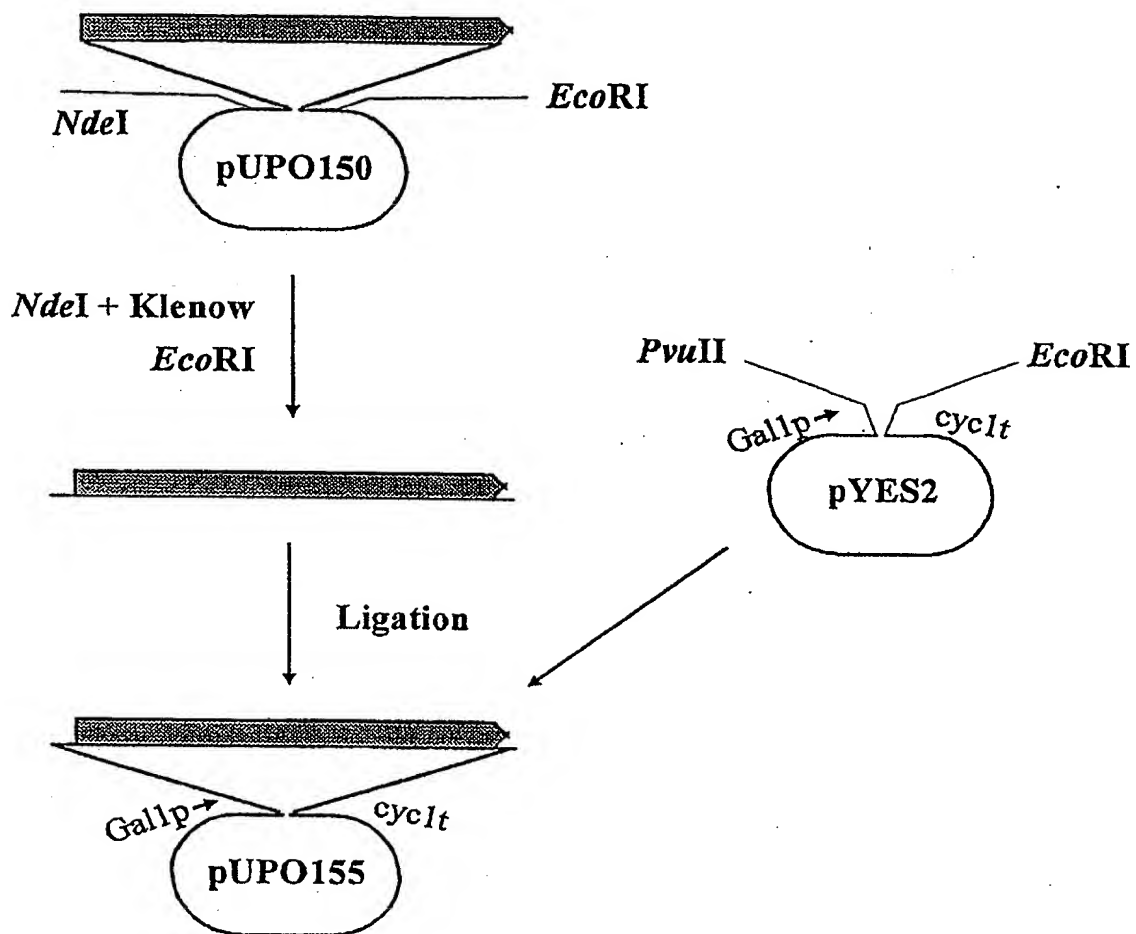 NdeI
EcoRI
pUPO150
NdeI + Klenow
EcoRI
PvuII
EcoRI
Gal1p
cyc1t
pYES2
Ligation
Gal1p
cyc1t
pUPO155